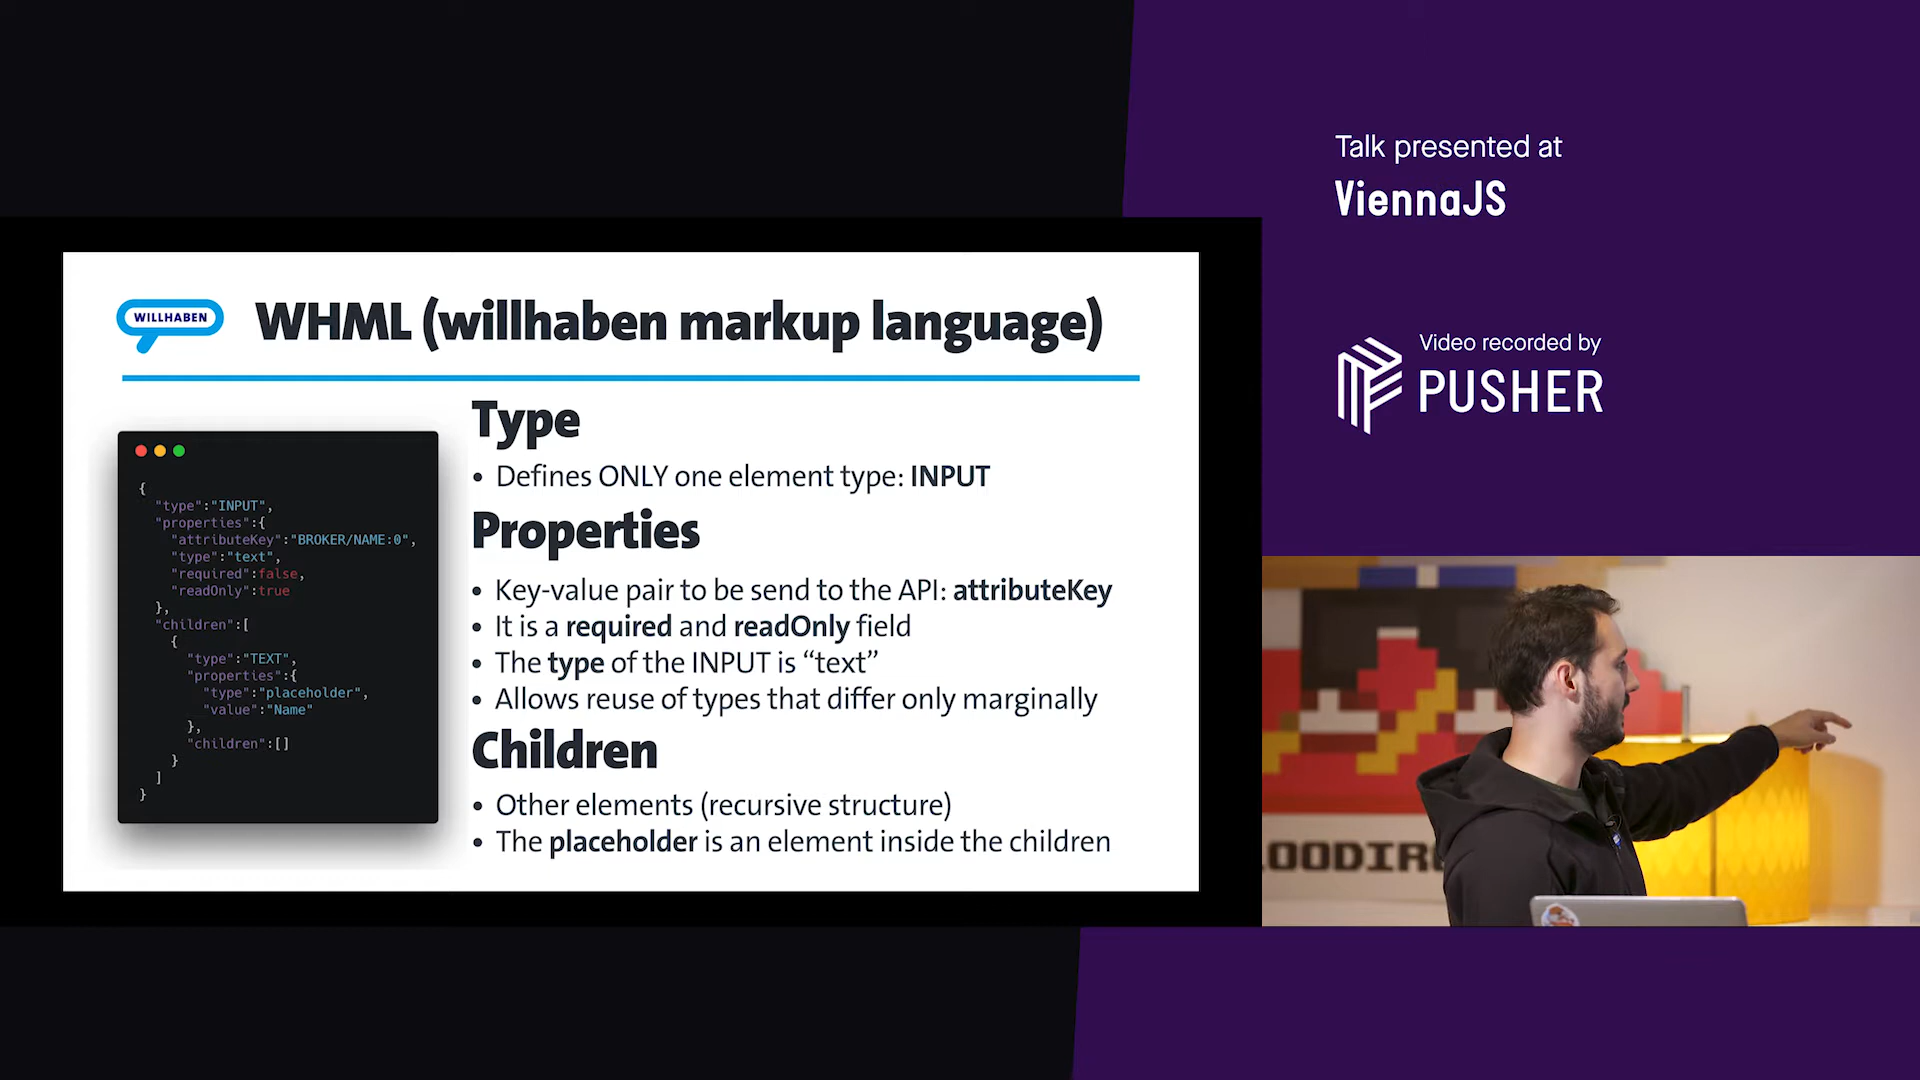 Talk presented at
ViennaJS
Video recorded by
PUSHER
WILLHABEN
WHML (willhaben markup language)
{
"type":"INPUT",
"properties":{
"attributeKey":"BROKER/NAME:0",
"type":"text",
"required":false,
"readOnly":true
},
"children":[
{
"type":"TEXT",
"properties":{
"type":"placeholder",
"value":"Name"
},
"children":[]
}
]
}
Type
• Defines ONLY one element type: INPUT
Properties
• Key-value pair to be send to the API: attributeKey
• It is a required and readOnly field
• The type of the INPUT is “text”
• Allows reuse of types that differ only marginally
Children
• Other elements (recursive structure)
• The placeholder is an element inside the children